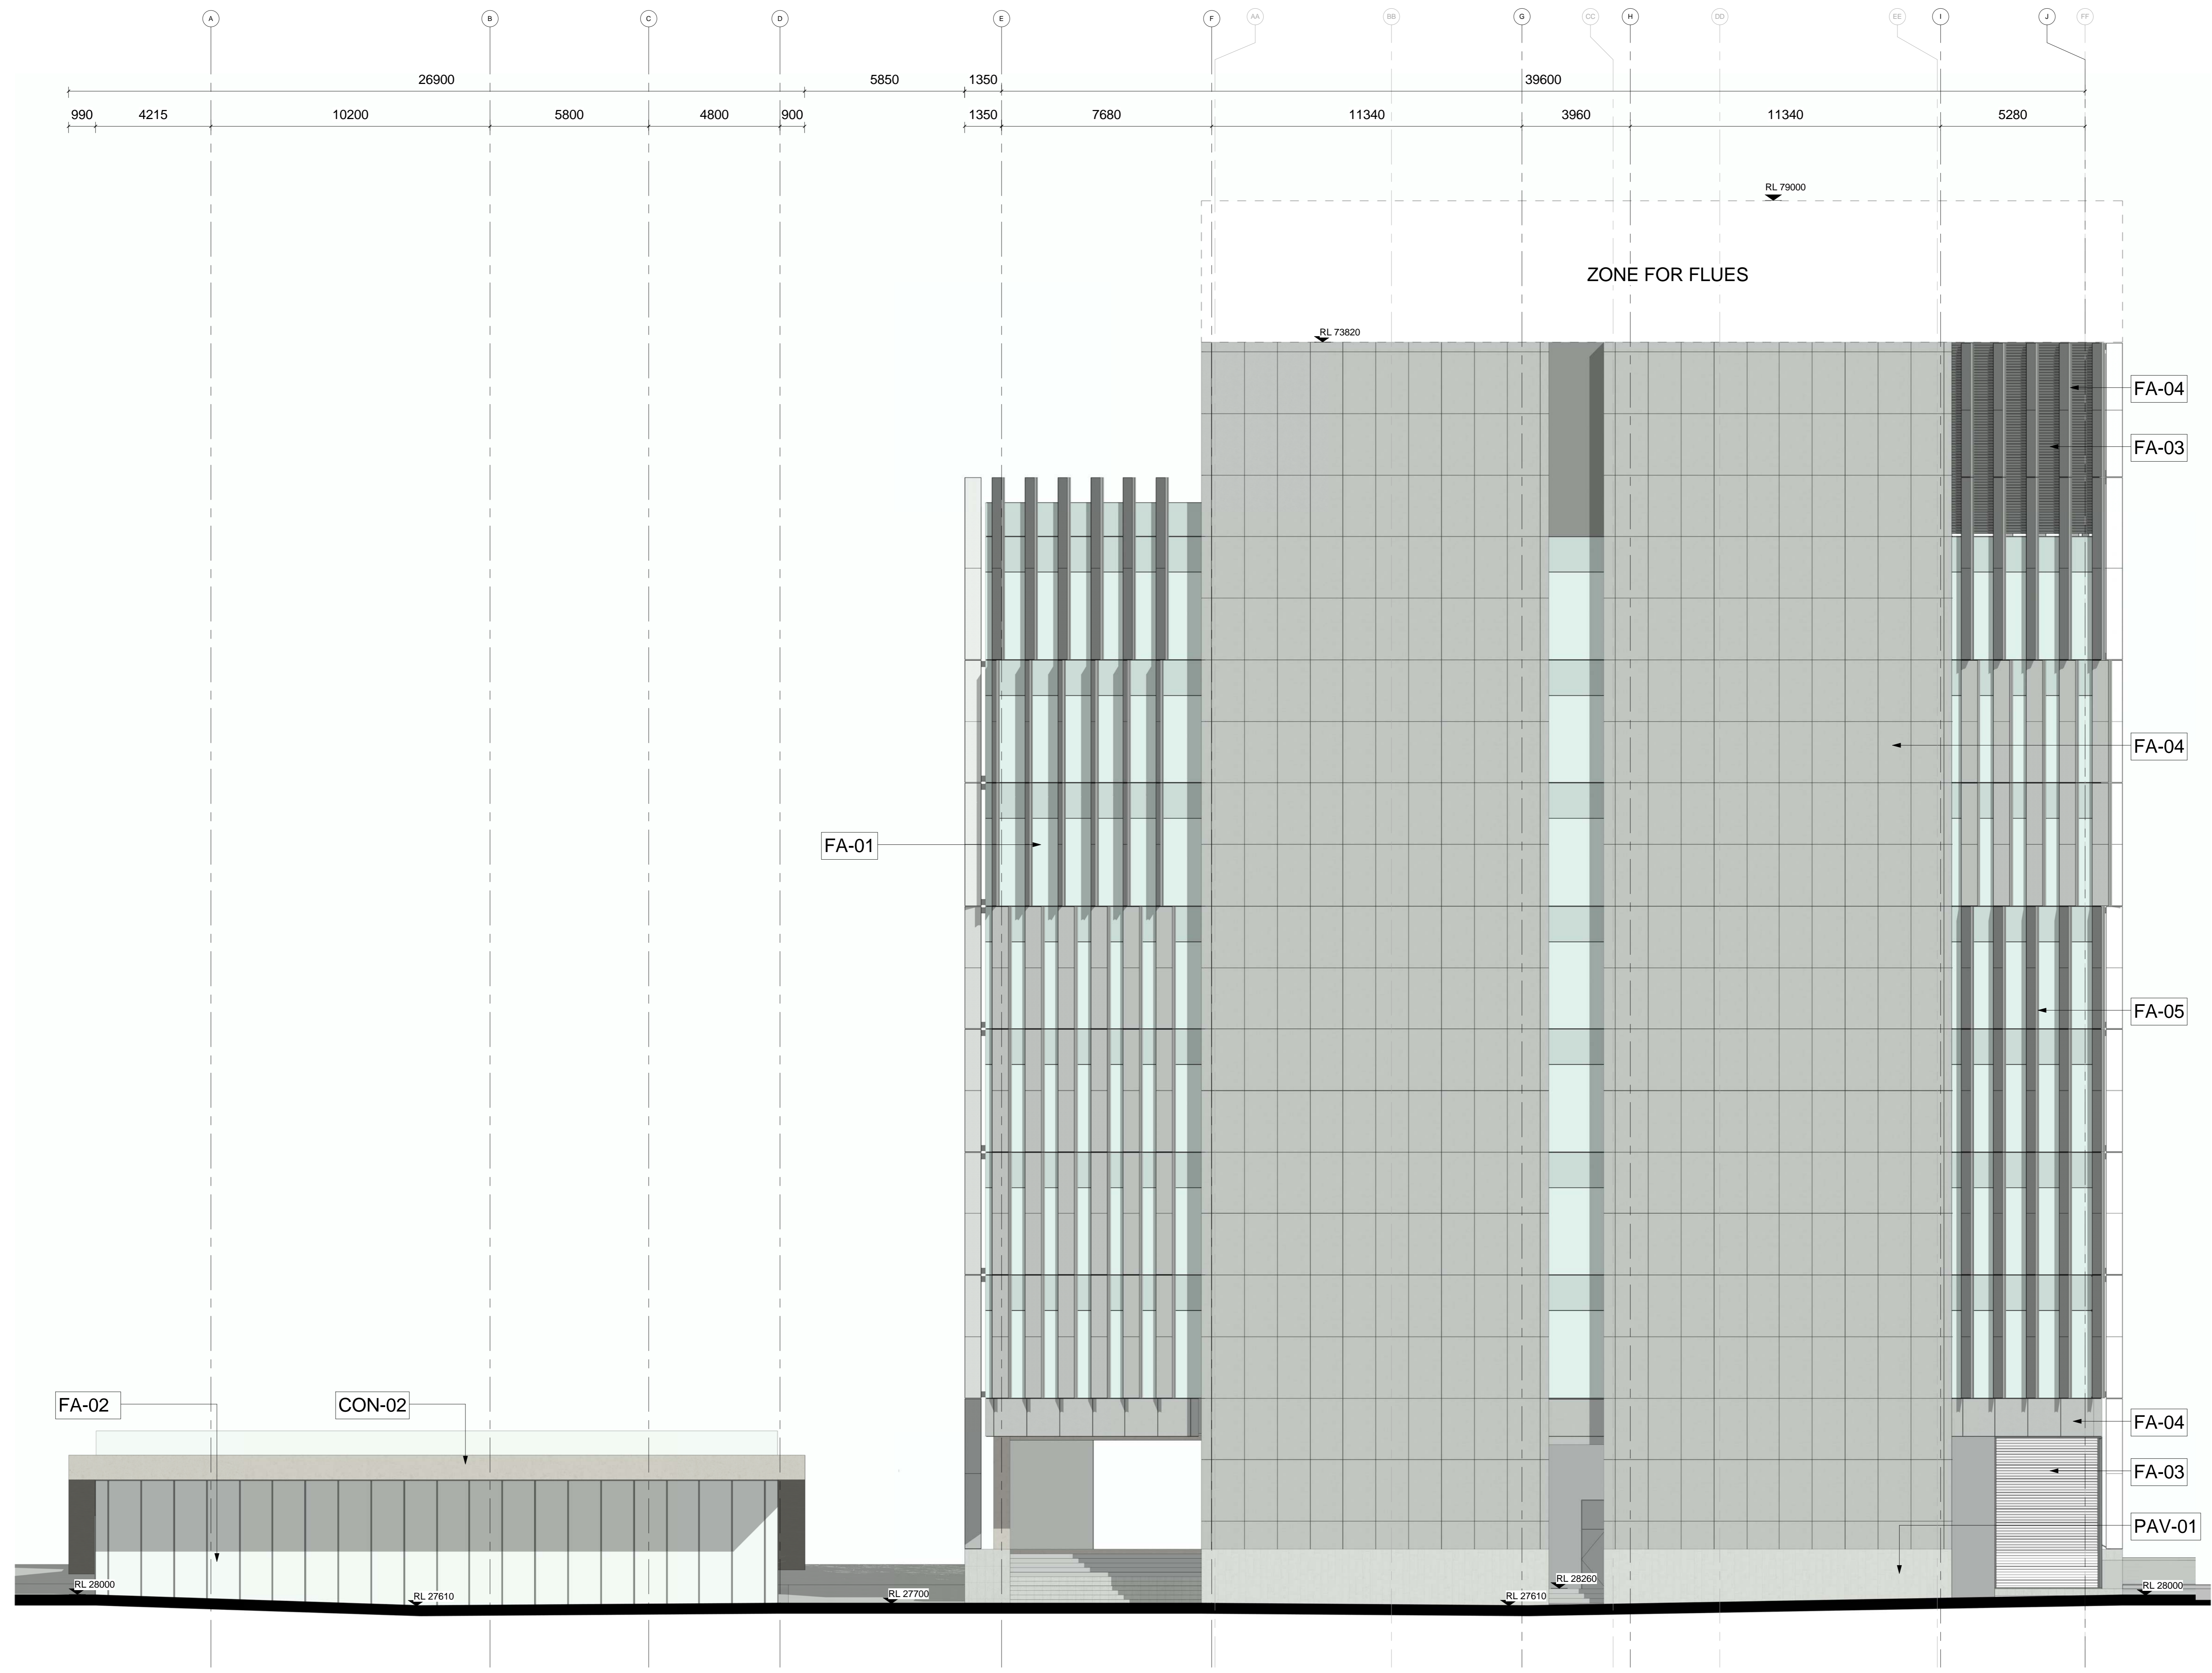 A B C D E F AA BB G CC H DD EE I J FF
26900 5850 1350 39600
990 4215 10200 5800 4800 900 1350 7680 11340 3960 11340 5280
RL 79000
ZONE FOR FLUES
RL 73820
FA-04
FA-03
FA-04
FA-01
FA-05
FA-02 CON-02
FA-04
FA-03
PAV-01
RL 28000
RL 27610
RL 27700
RL 27610
RL 28260
RL 28000